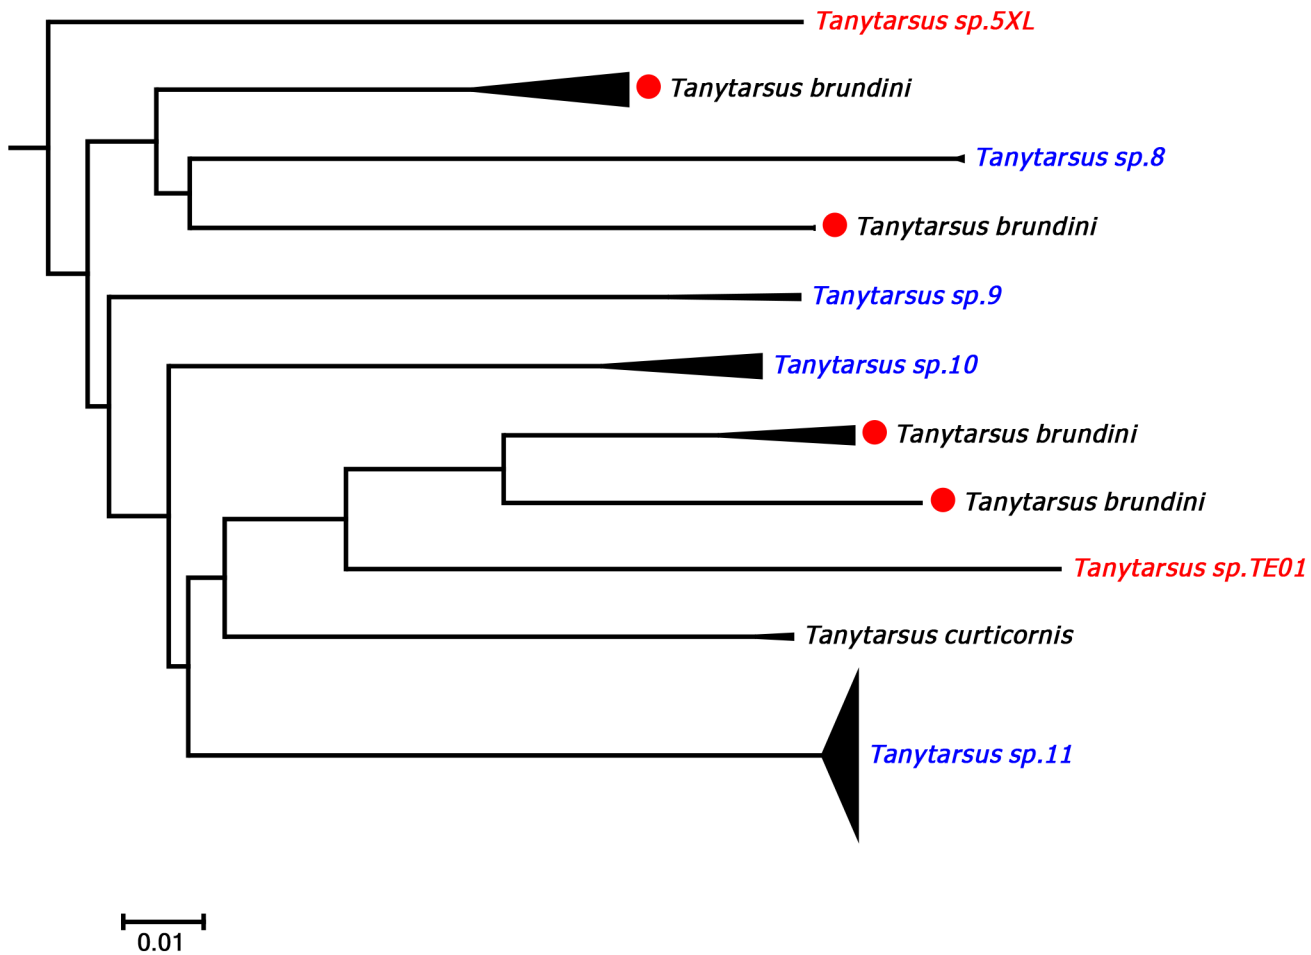 Tanytarsus sp.5XL
Tanytarsus brundini
Tanytarsus sp.8
Tanytarsus brundini
Tanytarsus sp.9
Tanytarsus sp.10
Tanytarsus brundini
Tanytarsus brundini
Tanytarsus sp.TE01
Tanytarsus curticornis
Tanytarsus sp.11
0.01